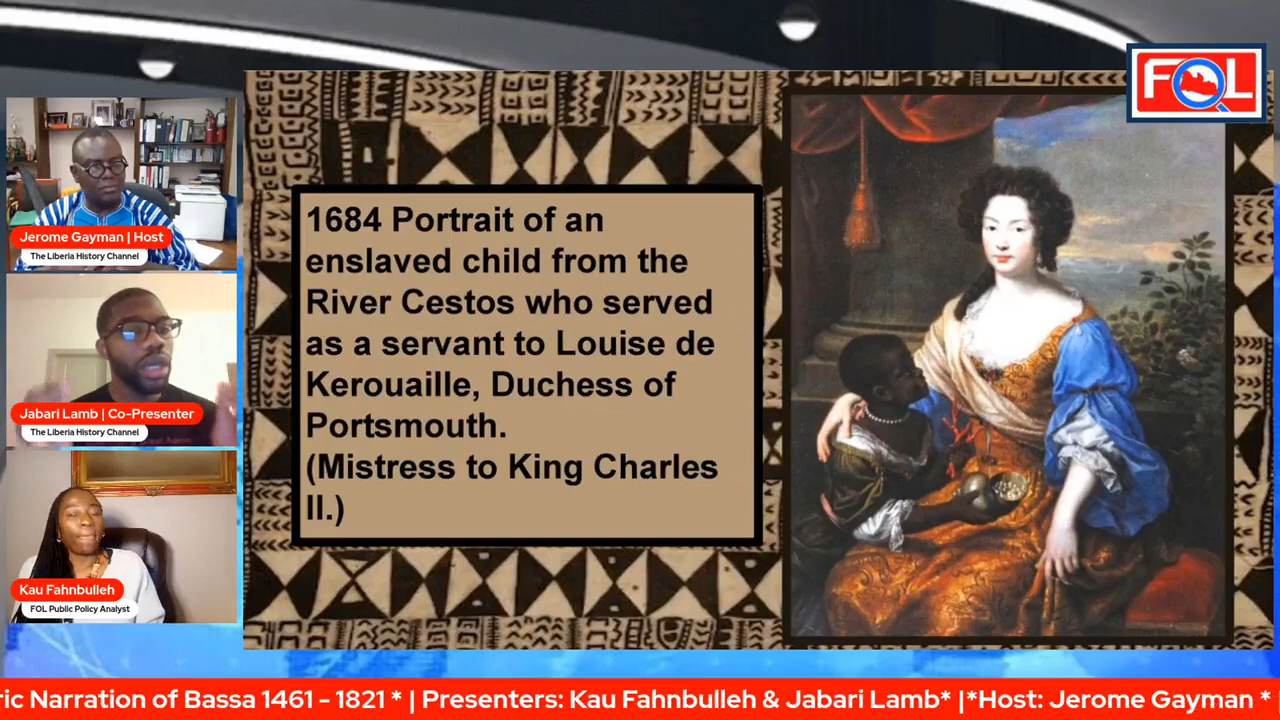 FOL
Jerome Gayman | Host
The Liberia History Channel
Jabari Lamb | Co-Presenter
The Liberia History Channel
Kau Fahnbulleh
FOL Public Policy Analyst
1684 Portrait of an
enslaved child from the
River Cestos who served
as a servant to Louise de
Kerouaille, Duchess of
Portsmouth.
(Mistress to King Charles
II.)
ric Narration of Bassa 1461 - 1821 * | Presenters: Kau Fahnbulleh & Jabari Lamb* |*Host: Jerome Gayman *